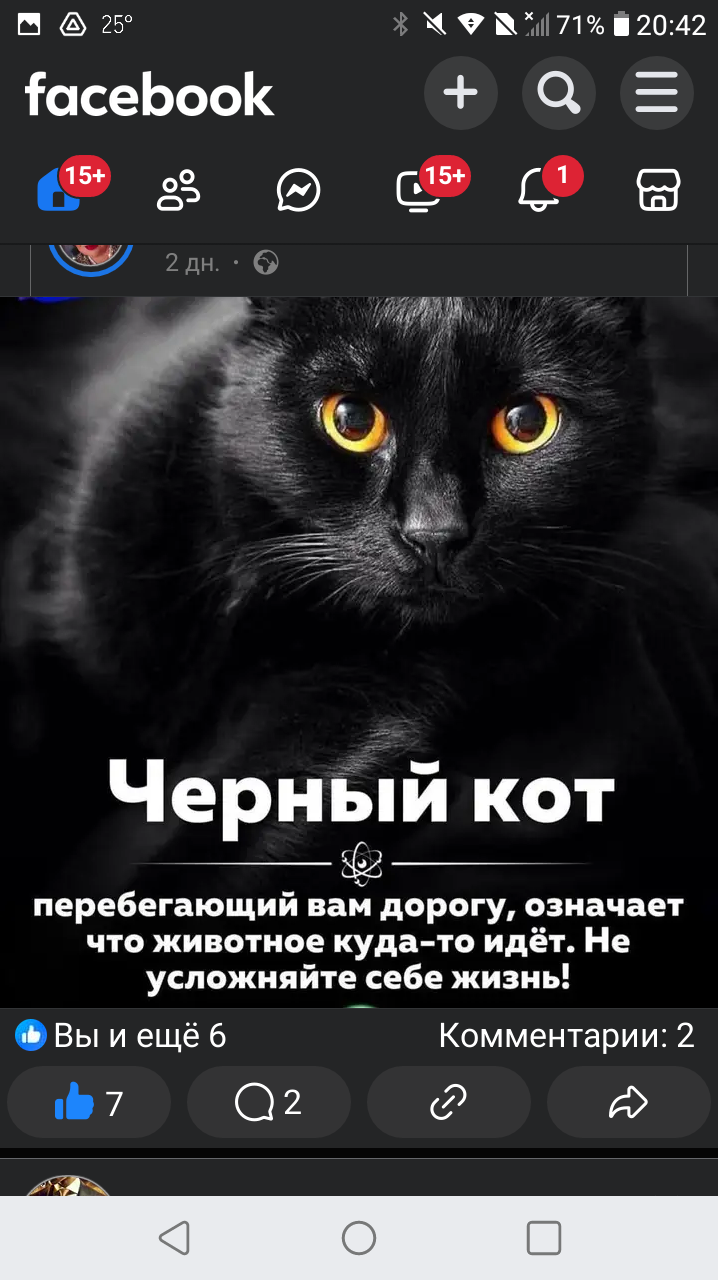 25°
71% 20:42
facebook
15+
15+
1
2 дн. ·
Черный кот
перебегающий вам дорогу, означает
что животное куда-то идёт. Не
усложняйте себе жизнь!
Вы и ещё 6
Комментарии: 2
7
2